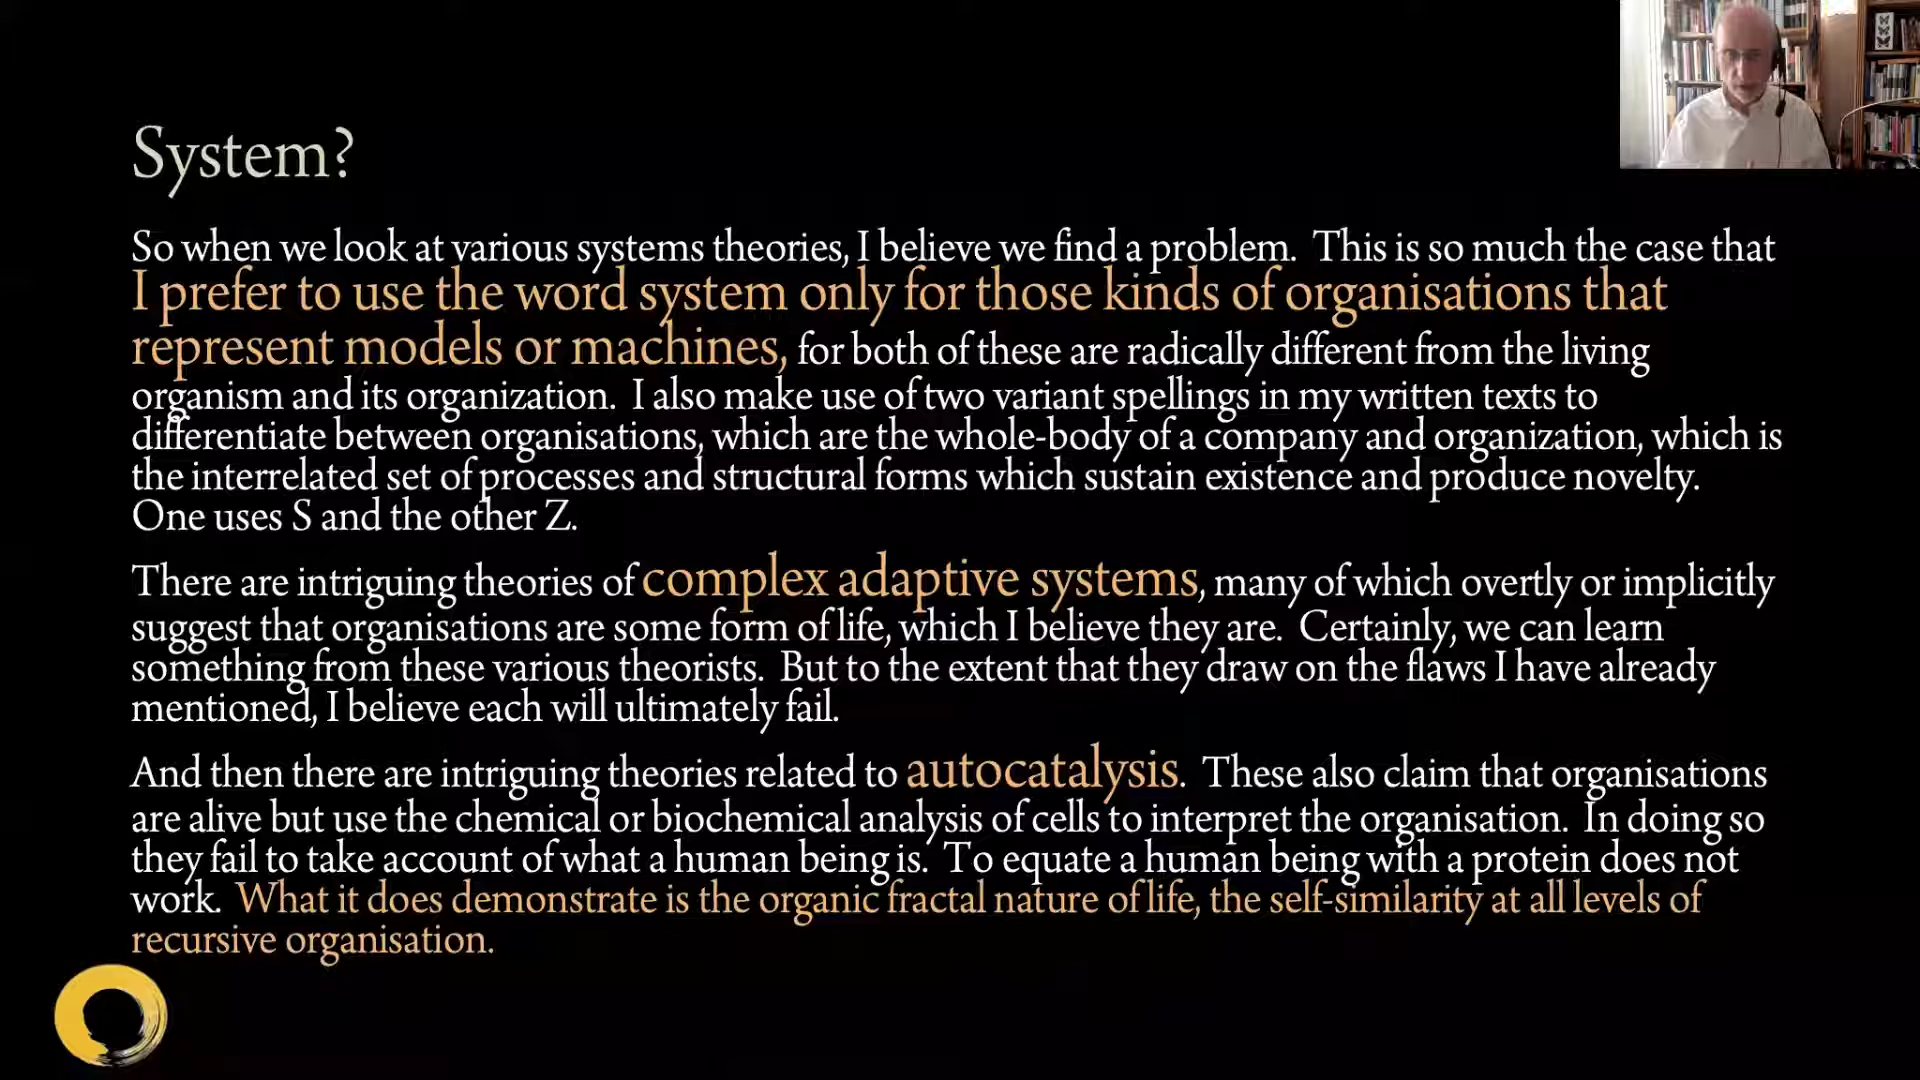 System?
So when we look at various systems theories, I believe we find a problem. This is so much the case that
I prefer to use the word system only for those kinds of organisations that
represent models or machines, for both of these are radically different from the living
organism and its organization. I also make use of two variant spellings in my written texts to
differentiate between organisations, which are the whole-body of a company and organization, which is
the interrelated set of processes and structural forms which sustain existence and produce novelty.
One uses S and the other Z.
There are intriguing theories of complex adaptive systems, many of which overtly or implicitly
suggest that organisations are some form of life, which I believe they are. Certainly, we can learn
something from these various theorists. But to the extent that they draw on the flaws I have already
mentioned, I believe each will ultimately fail.
And then there are intriguing theories related to autocatalysis. These also claim that organisations
are alive but use the chemical or biochemical analysis of cells to interpret the organisation. In doing so
they fail to take account of what a human being is. To equate a human being with a protein does not
work. What it does demonstrate is the organic fractal nature of life, the self-similarity at all levels of
recursive organisation.